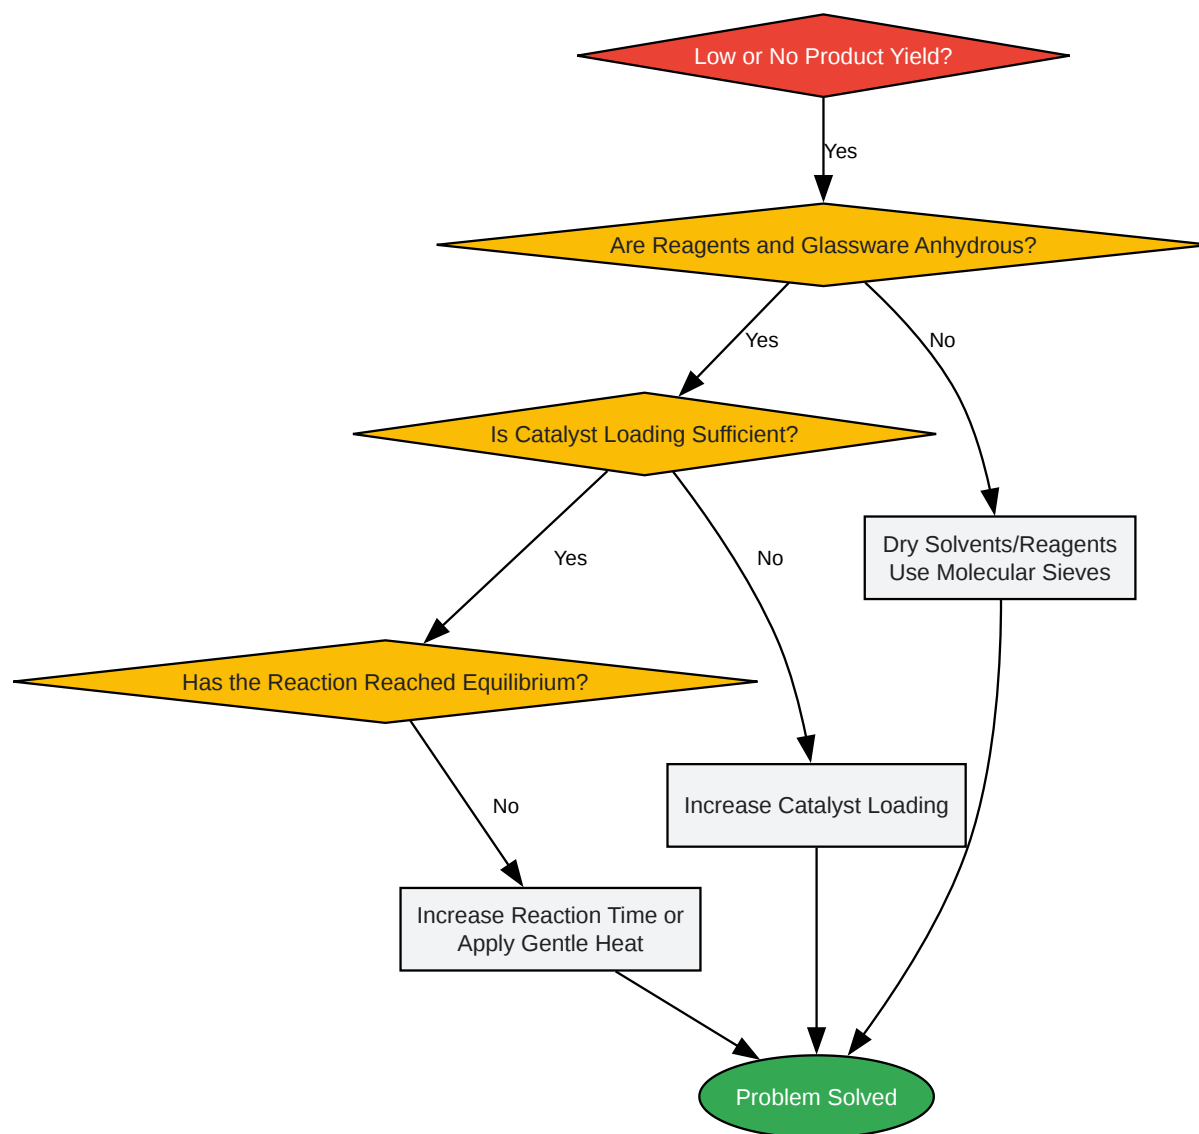 Low or No Product Yield?
Yes
Are Reagents and Glassware Anhydrous?
Yes
No
Is Catalyst Loading Sufficient?
Dry Solvents/Reagents
Use Molecular Sieves
Yes
No
Has the Reaction Reached Equilibrium?
No
Increase Catalyst Loading
Increase Reaction Time or
Apply Gentle Heat
Problem Solved